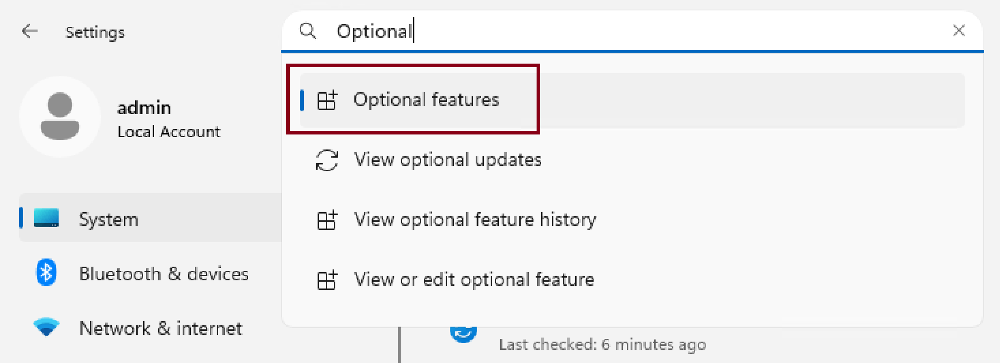 Settings
Optional
admin
Local Account
Optional features
View optional updates
View optional feature history
View or edit optional feature
System
Bluetooth & devices
Network & internet
Last checked: 6 minutes ago